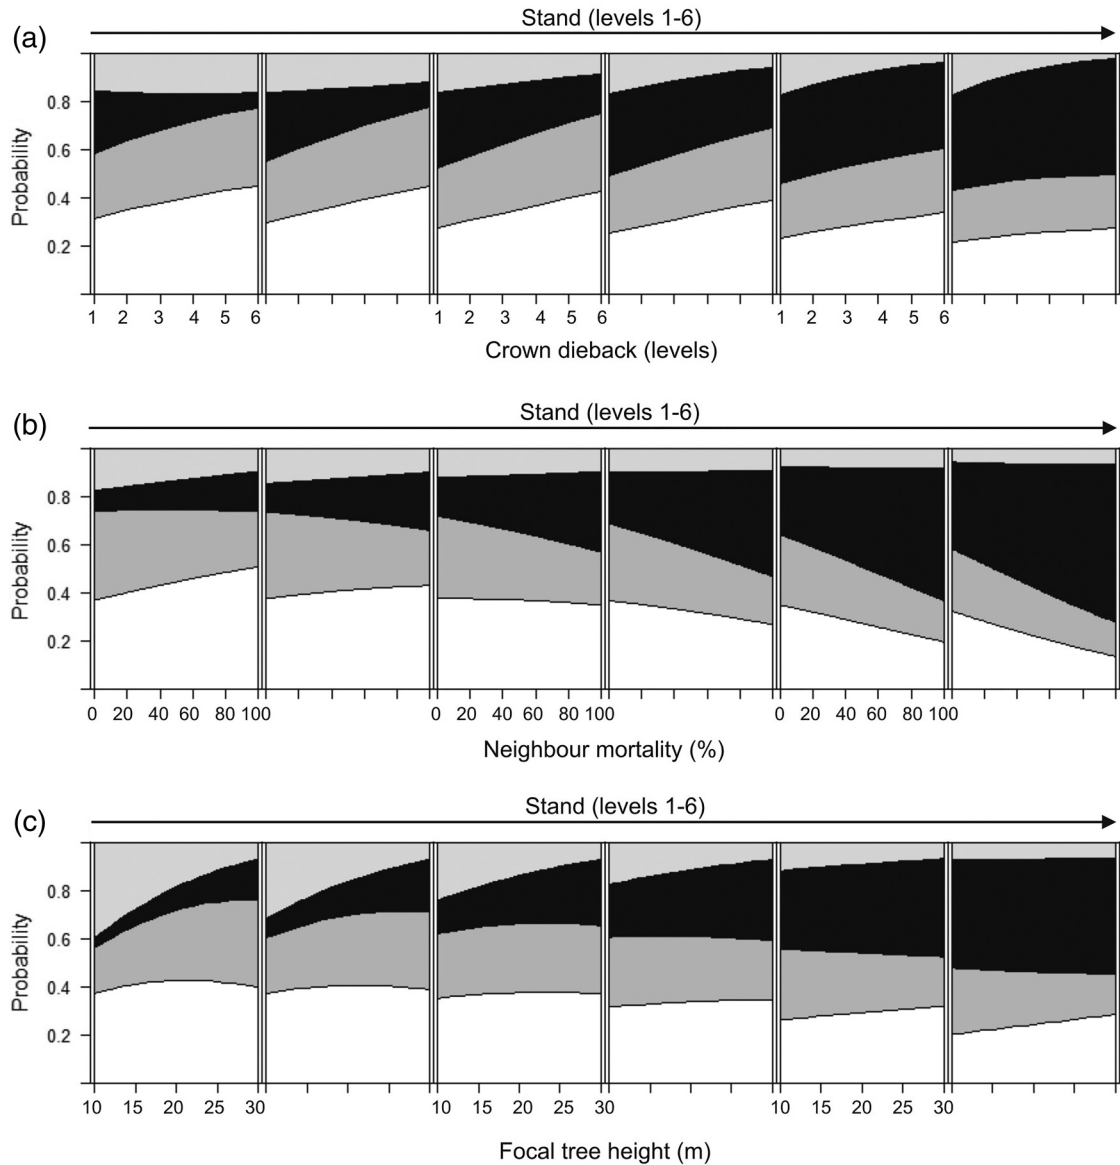 (a)
Stand (levels 1-6)
Probability
0.8
0.6
0.4
0.2
1 2 3 4 5 6 1 2 3 4 5 6 1 2 3 4 5 6
Crown dieback (levels)
(b)
Stand (levels 1-6)
Probability
0.8
0.6
0.4
0.2
0 20 40 60 80 100 0 20 40 60 80 100 0 20 40 60 80 100
Neighbour mortality (%)
(c)
Stand (levels 1-6)
Probability
0.8
0.6
0.4
0.2
10 15 20 25 30 10 15 20 25 30 10 15 20 25 30
Focal tree height (m)